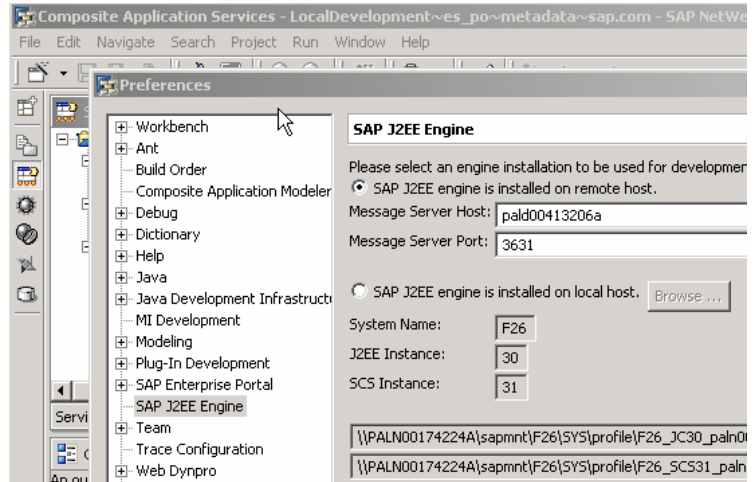 Composite Application Services - LocalDevelopment~es_po~metadata~sap.com - SAP NetWe
File Edit Navigate Search Project Run Window Help
Preferences
Workbench
Ant
Build Order
Composite Application Modeler
Debug
Dictionary
Help
Java
Java Development Infrastructu
MI Development
Modeling
Plug-In Development
SAP Enterprise Portal
SAP J2EE Engine
Team
Trace Configuration
Web Dynpro
SAP J2EE Engine
Please select an engine installation to be used for developmen
SAP J2EE engine is installed on remote host.
Message Server Host: pald00413206a
Message Server Port: 3631
SAP J2EE engine is installed on local host. Browse ...
System Name: F26
J2EE Instance: 30
SCS Instance: 31
\\PALN00174224A\sapmnt\F26\SYS\profile\F26_JC30_paln0
\\PALN00174224A\sapmnt\F26\SYS\profile\F26_SCS31_paln
Servi